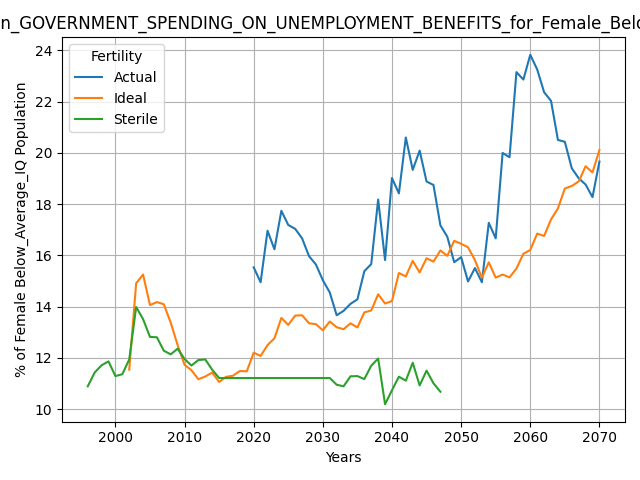 n_GOVERNMENT_SPENDING_ON_UNEMPLOYMENT_BENEFITS_for_Female_Belo
Fertility
Actual
Ideal
Sterile
% of Female Below_Average_IQ Population
24
22
20
18
16
14
12
10
2000 2010 2020 2030 2040 2050 2060 2070
Years